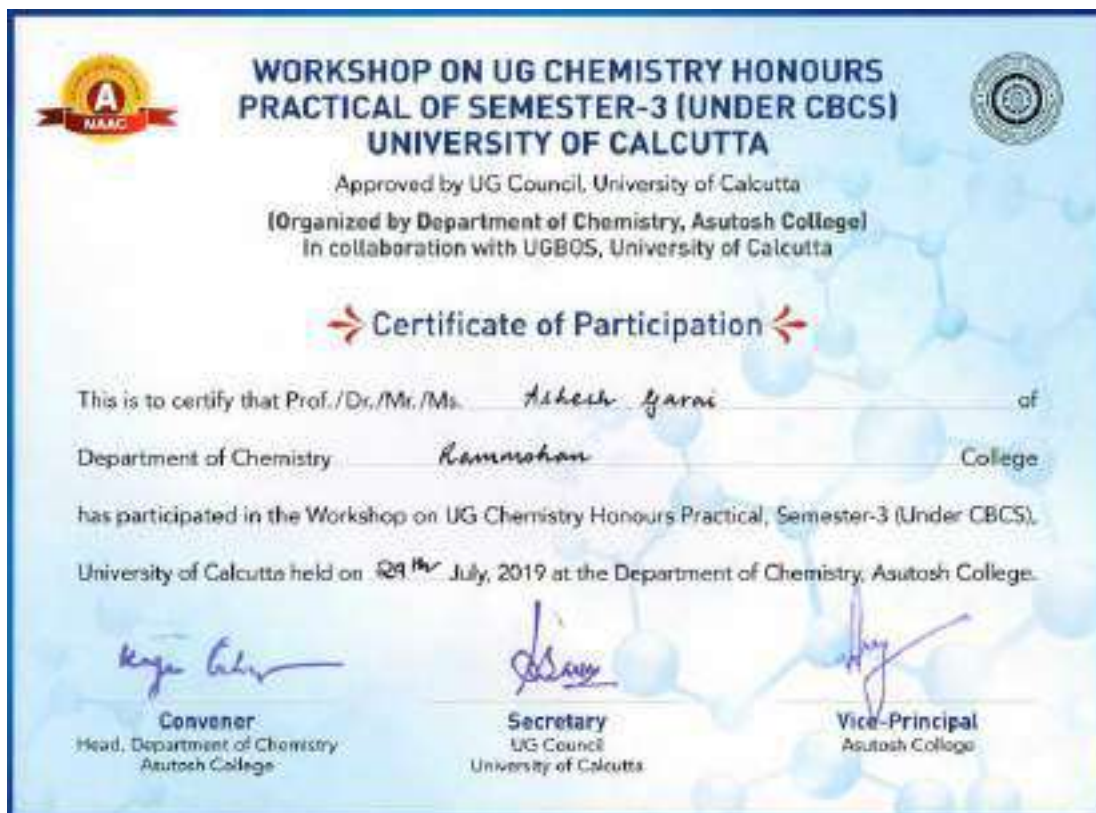 A
NAAC
WORKSHOP ON UG CHEMISTRY HONOURS
PRACTICAL OF SEMESTER-3 (UNDER CBCS)
UNIVERSITY OF CALCUTTA
Approved by UG Council, University of Calcutta
(Organized by Department of Chemistry, Asutosh College)
In collaboration with UGBOS, University of Calcutta
Certificate of Participation
This is to certify that Prof./Dr./Mr./Ms. Ashesh Garai of
Department of Chemistry Rammohan College
has participated in the Workshop on UG Chemistry Honours Practical, Semester-3 (Under CBCS),
University of Calcutta held on 29th July, 2019 at the Department of Chemistry, Asutosh College.
Convener
Head, Department of Chemistry
Asutosh College
Secretary
UG Council
University of Calcutta
Vice-Principal
Asutosh College